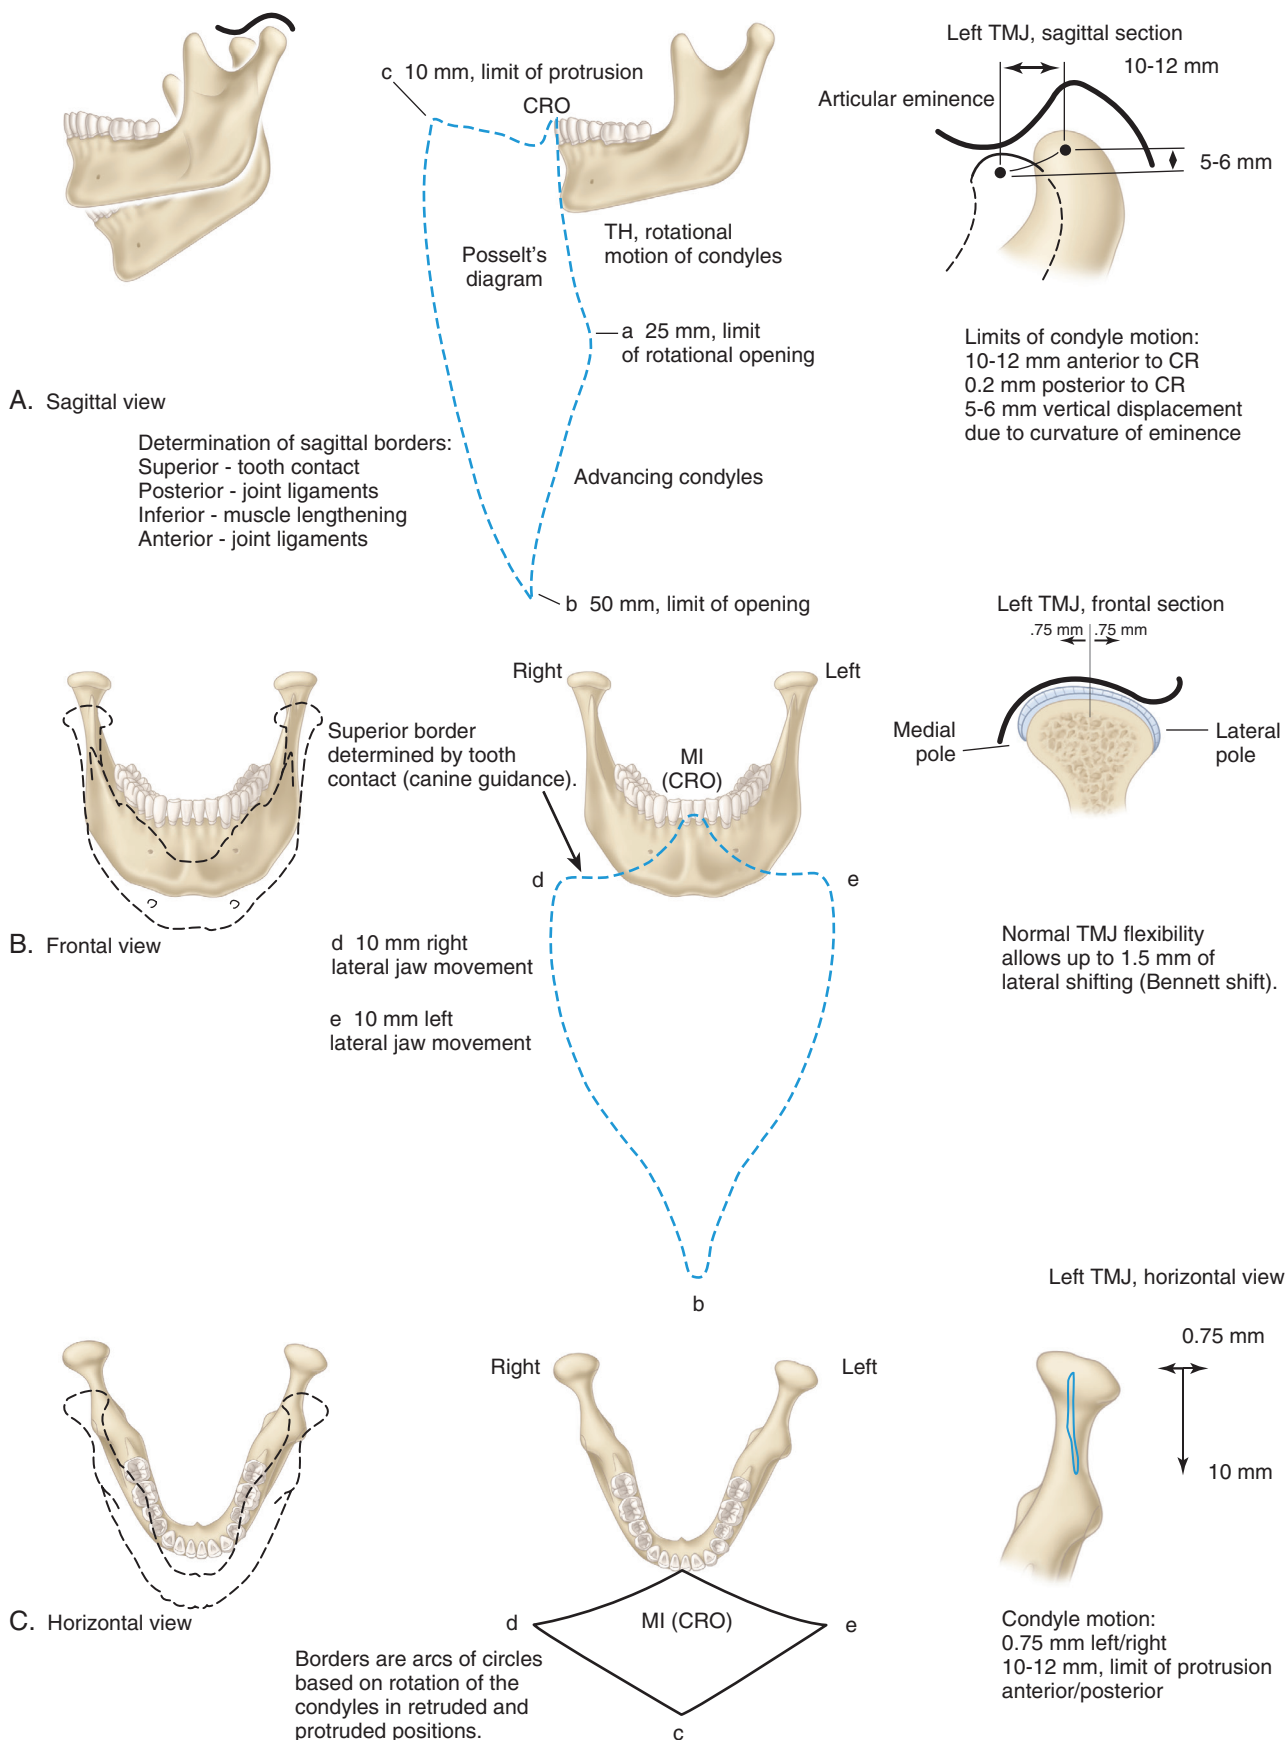 Left TMJ, sagittal section
10-12 mm
Articular eminence
5-6 mm
c 10 mm, limit of protrusion
CRO
TH, rotational
motion of condyles
Posselt's
diagram
a 25 mm, limit
of rotational opening
Limits of condyle motion:
10-12 mm anterior to CR
0.2 mm posterior to CR
5-6 mm vertical displacement
due to curvature of eminence
A. Sagittal view
Determination of sagittal borders:
Superior - tooth contact
Posterior - joint ligaments
Inferior - muscle lengthening
Anterior - joint ligaments
Advancing condyles
b 50 mm, limit of opening
Left TMJ, frontal section
.75 mm .75 mm
Right
Left
Superior border
determined by tooth
contact (canine guidance).
MI
(CRO)
Medial
pole
Lateral
pole
d
e
B. Frontal view
d 10 mm right
lateral jaw movement
e 10 mm left
lateral jaw movement
Normal TMJ flexibility
allows up to 1.5 mm of
lateral shifting (Bennett shift).
b
Left TMJ, horizontal view
Right
Left
0.75 mm
10 mm
C. Horizontal view
d
MI (CRO)
e
c
Borders are arcs of circles
based on rotation of the
condyles in retruded and
protruded positions.
Condyle motion:
0.75 mm left/right
10-12 mm, limit of protrusion
anterior/posterior